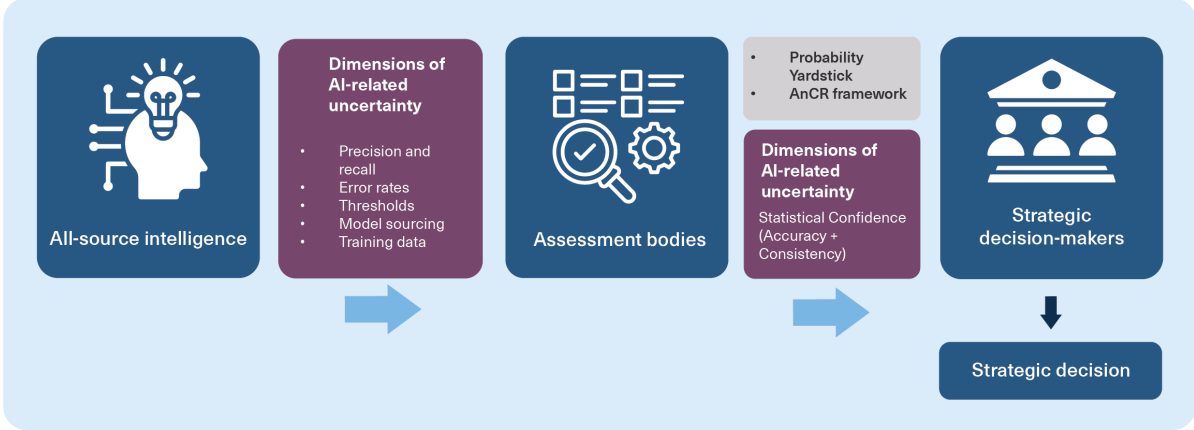 All-source intelligence
Dimensions of
AI-related
uncertainty
• Precision and
recall
• Error rates
• Thresholds
• Model sourcing
• Training data
Assessment bodies
• Probability
Yardstick
• AnCR framework
Dimensions of
AI-related
uncertainty
Statistical Confidence
(Accuracy +
Consistency)
Strategic
decision-makers
Strategic decision